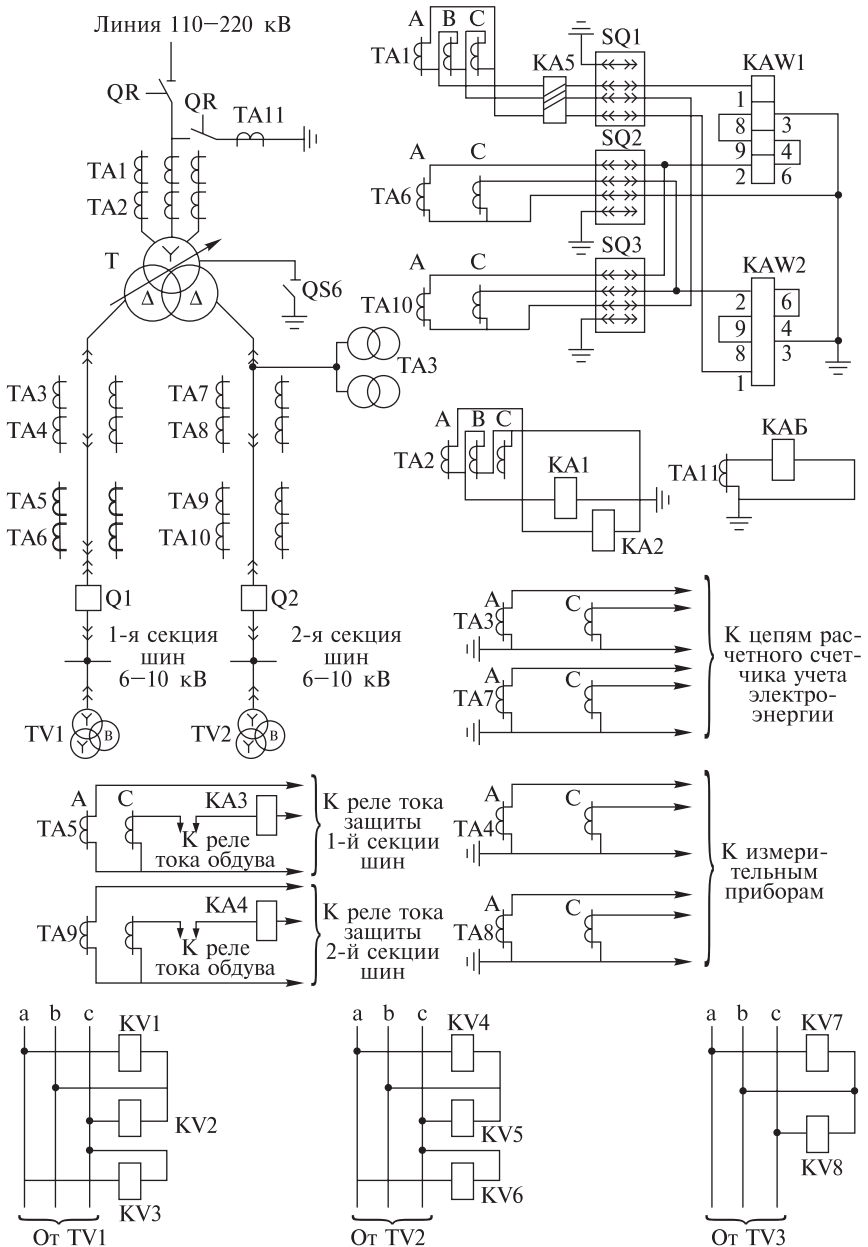 Линия 110—220 кВ
QR
QR
TA11
TA1
TA2
T
Y
Δ
Δ
QS6
TA3
TA3
TA4
TA7
TA8
TA5
TA6
TA9
TA10
Q1
Q2
1-я секция
шин
6—10 кВ
2-я секция
шин
6—10 кВ
TV1
Y
Y
B
TV2
Y
Y
B
A
B
C
TA1
KA5
SQ1
KAW1
1
8
3
9
4
2
6
A
C
TA6
SQ2
A
C
TA10
SQ3
KAW2
2
6
9
4
8
3
1
A
B
C
TA2
KA1
KA2
TA11
KAБ
A
C
TA3
A
C
TA7
К цепям рас-
четного счет-
чика учета
электро-
энергии
A
C
TA5
KA3
К реле
тока обдува
К реле тока
защиты
1-й секции
шин
TA9
KA4
К реле
тока обдува
К реле тока
защиты
2-й секции
шин
A
C
TA4
A
C
TA8
К измери-
тельным
приборам
a
b
c
KV1
KV2
KV3
От TV1
a
b
c
KV4
KV5
KV6
От TV2
a
b
c
KV7
KV8
От TV3